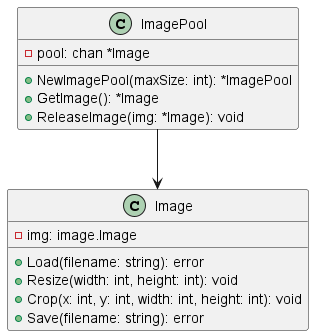 C ImagePool
pool: chan *Image
NewImagePool(maxSize: int): *ImagePool
GetImage(): *Image
ReleaseImage(img: *Image): void
C Image
img: image.Image
Load(filename: string): error
Resize(width: int, height: int): void
Crop(x: int, y: int, width: int, height: int): void
Save(filename: string): error